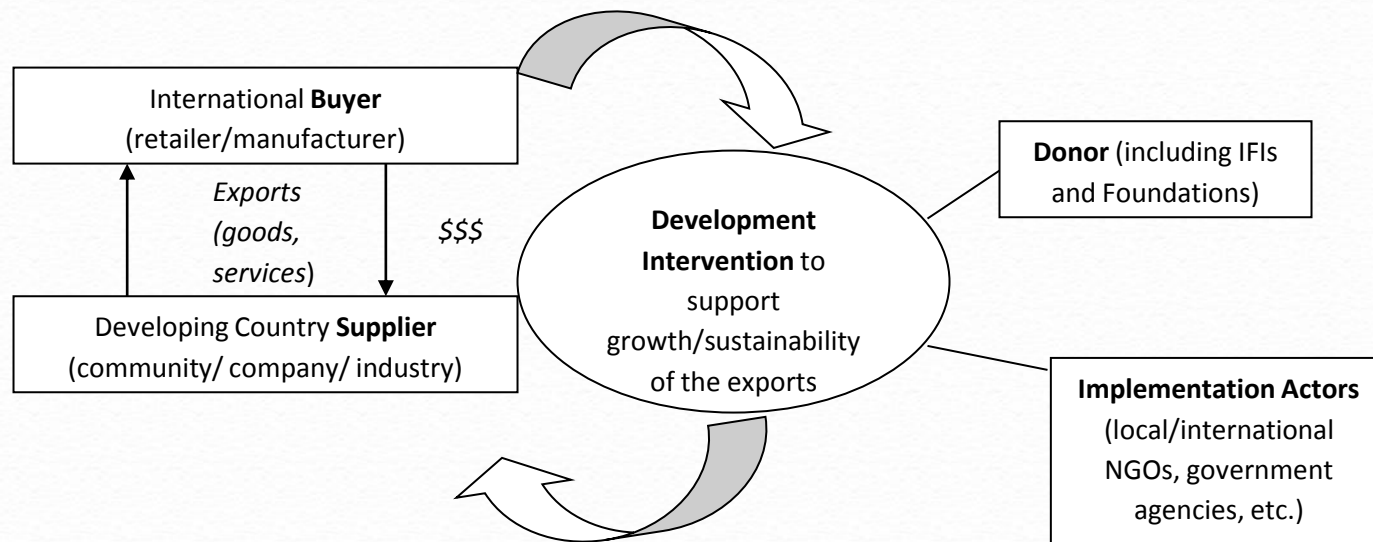 International Buyer
(retailer/manufacturer)
Exports
(goods,
services)
$$$
Developing Country Supplier
(community/ company/ industry)
Development
Intervention to
support
growth/sustainability
of the exports
Donor (including IFIs
and Foundations)
Implementation Actors
(local/international
NGOs, government
agencies, etc.)